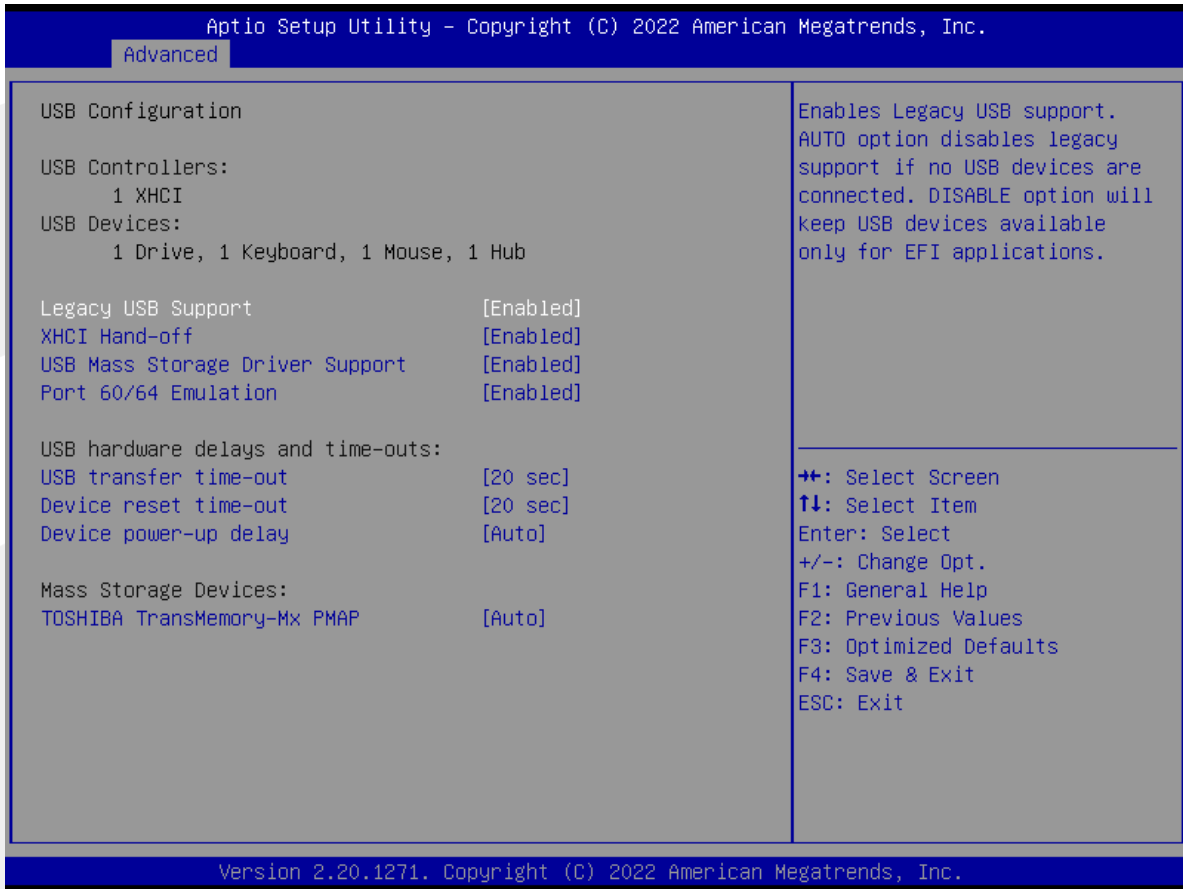 Aptio Setup Utility – Copyright (C) 2022 American Megatrends, Inc.
Advanced
USB Configuration
USB Controllers:
1 XHCI
USB Devices:
1 Drive, 1 Keyboard, 1 Mouse, 1 Hub
Legacy USB Support [Enabled]
XHCI Hand-off [Enabled]
USB Mass Storage Driver Support [Enabled]
Port 60/64 Emulation [Enabled]
USB hardware delays and time-outs:
USB transfer time-out [20 sec]
Device reset time-out [20 sec]
Device power-up delay [Auto]
Mass Storage Devices:
TOSHIBA TransMemory-Mx PMAP [Auto]
Enables Legacy USB support.
AUTO option disables legacy
support if no USB devices are
connected. DISABLE option will
keep USB devices available
only for EFI applications.
→←: Select Screen
↑↓: Select Item
Enter: Select
+/-: Change Opt.
F1: General Help
F2: Previous Values
F3: Optimized Defaults
F4: Save & Exit
ESC: Exit
Version 2.20.1271. Copyright (C) 2022 American Megatrends, Inc.